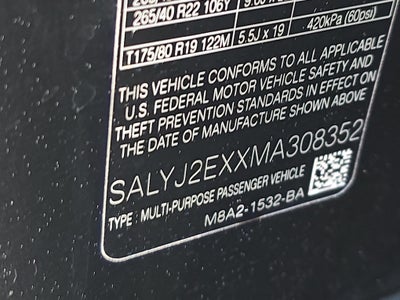 265/40 R22 106Y
T175/80 R19 122M 5.5J x 19 420kPa (60psi)
THIS VEHICLE CONFORMS TO ALL APPLICABLE
U.S. FEDERAL MOTOR VEHICLE SAFETY AND
THEFT PREVENTION STANDARDS IN EFFECT ON
THE DATE OF MANUFACTURE SHOWN ABOVE.
SALYJ2EXXMA308352
TYPE : MULTI-PURPOSE PASSENGER VEHICLE
M8A2-1532-BA